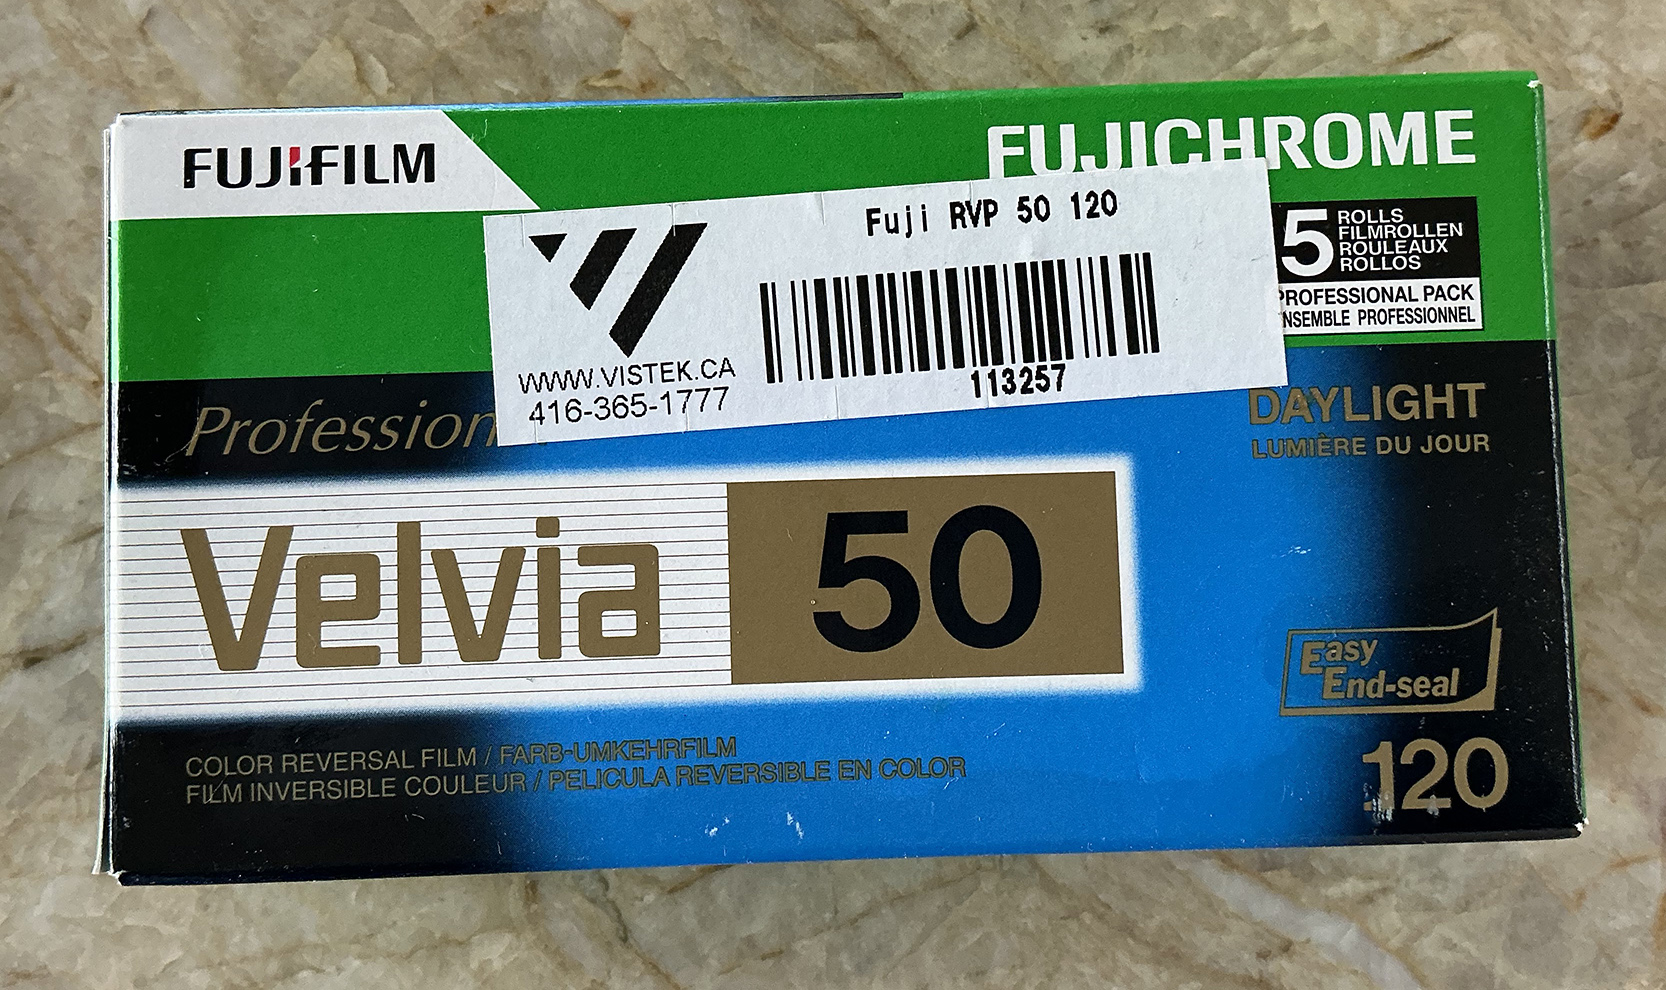 FUJIFILM
FUJICHROME
Fuji RVP 50 120
WWW.VISTEK.CA
416-365-1777
113257
5
ROLLS
FILMROLLEN
ROULEAUX
ROLLOS
PROFESSIONAL PACK
NSEMBLE PROFESSIONNEL
Profession
DAYLIGHT
LUMIÈRE DU JOUR
Velvia 50
Easy
End-seal
COLOR REVERSAL FILM / FARB-UMKEHRFILM
FILM INVERSIBLE COULEUR / PELICULA REVERSIBLE EN COLOR
120